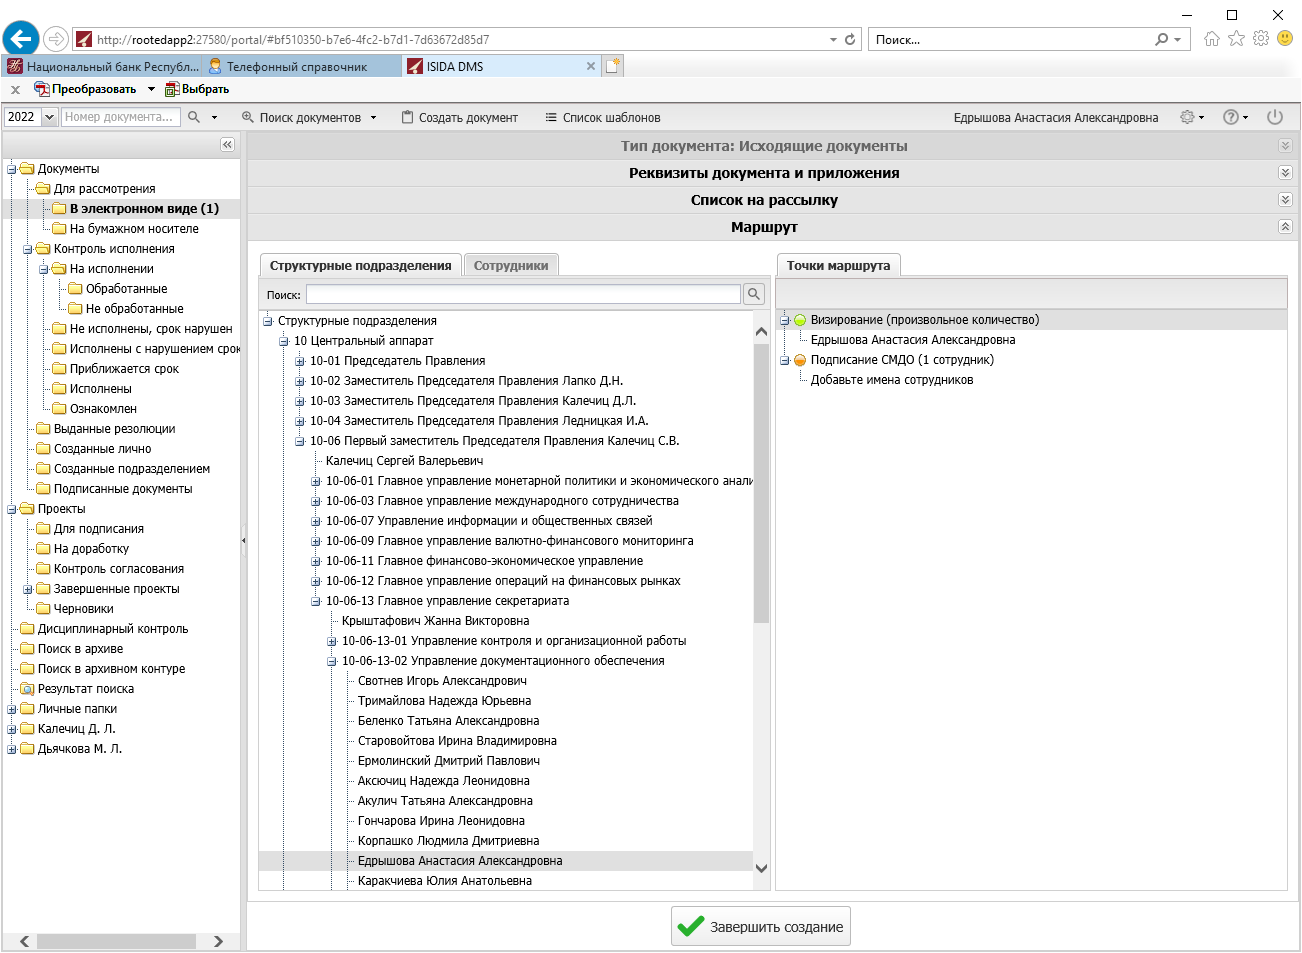 http://rootedapp2:27580/portal/#bf510350-b7e6-4fc2-b7d1-7d63672d85d7
Поиск...
Национальный банк Республ...
Телефонный справочник
ISIDA DMS
x Преобразовать
Выбрать
2022
Номер документа...
Поиск документов
Создать документ
Список шаблонов
Едрышова Анастасия Александровна
Документы
Для рассмотрения
В электронном виде (1)
На бумажном носителе
Контроль исполнения
На исполнении
Обработанные
Не обработанные
Не исполнены, срок нарушен
Исполнены с нарушением срок
Приближается срок
Исполнены
Ознакомлен
Выданные резолюции
Созданные лично
Созданные подразделением
Подписанные документы
Проекты
Для подписания
На доработку
Контроль согласования
Завершенные проекты
Черновики
Дисциплинарный контроль
Поиск в архиве
Поиск в архивном контуре
Результат поиска
Личные папки
Калечиц Д. Л.
Дьячкова М. Л.
Тип документа: Исходящие документы
Реквизиты документа и приложения
Список на рассылку
Маршрут
Структурные подразделения
Сотрудники
Поиск:
Структурные подразделения
10 Центральный аппарат
10-01 Председатель Правления
10-02 Заместитель Председателя Правления Лапко Д.Н.
10-03 Заместитель Председателя Правления Калечиц Д.Л.
10-04 Заместитель Председателя Правления Ледницкая И.А.
10-06 Первый заместитель Председателя Правления Калечиц С.В.
Калечиц Сергей Валерьевич
10-06-01 Главное управление монетарной политики и экономического анали
10-06-03 Главное управление международного сотрудничества
10-06-07 Управление информации и общественных связей
10-06-09 Главное управление валютно-финансового мониторинга
10-06-11 Главное финансово-экономическое управление
10-06-12 Главное управление операций на финансовых рынках
10-06-13 Главное управление секретариата
Крыштафович Жанна Викторовна
10-06-13-01 Управление контроля и организационной работы
10-06-13-02 Управление документационного обеспечения
Свотнев Игорь Александрович
Тримайлова Надежда Юрьевна
Беленко Татьяна Александровна
Старовойтова Ирина Владимировна
Ермолинский Дмитрий Павлович
Аксючиц Надежда Леонидовна
Акулич Татьяна Александровна
Гончарова Ирина Леонидовна
Корпашко Людмила Дмитриевна
Едрышова Анастасия Александровна
Каракчиева Юлия Анатольевна
Точки маршрута
Визирование (произвольное количество)
Едрышова Анастасия Александровна
Подписание СМДО (1 сотрудник)
Добавьте имена сотрудников
Завершить создание